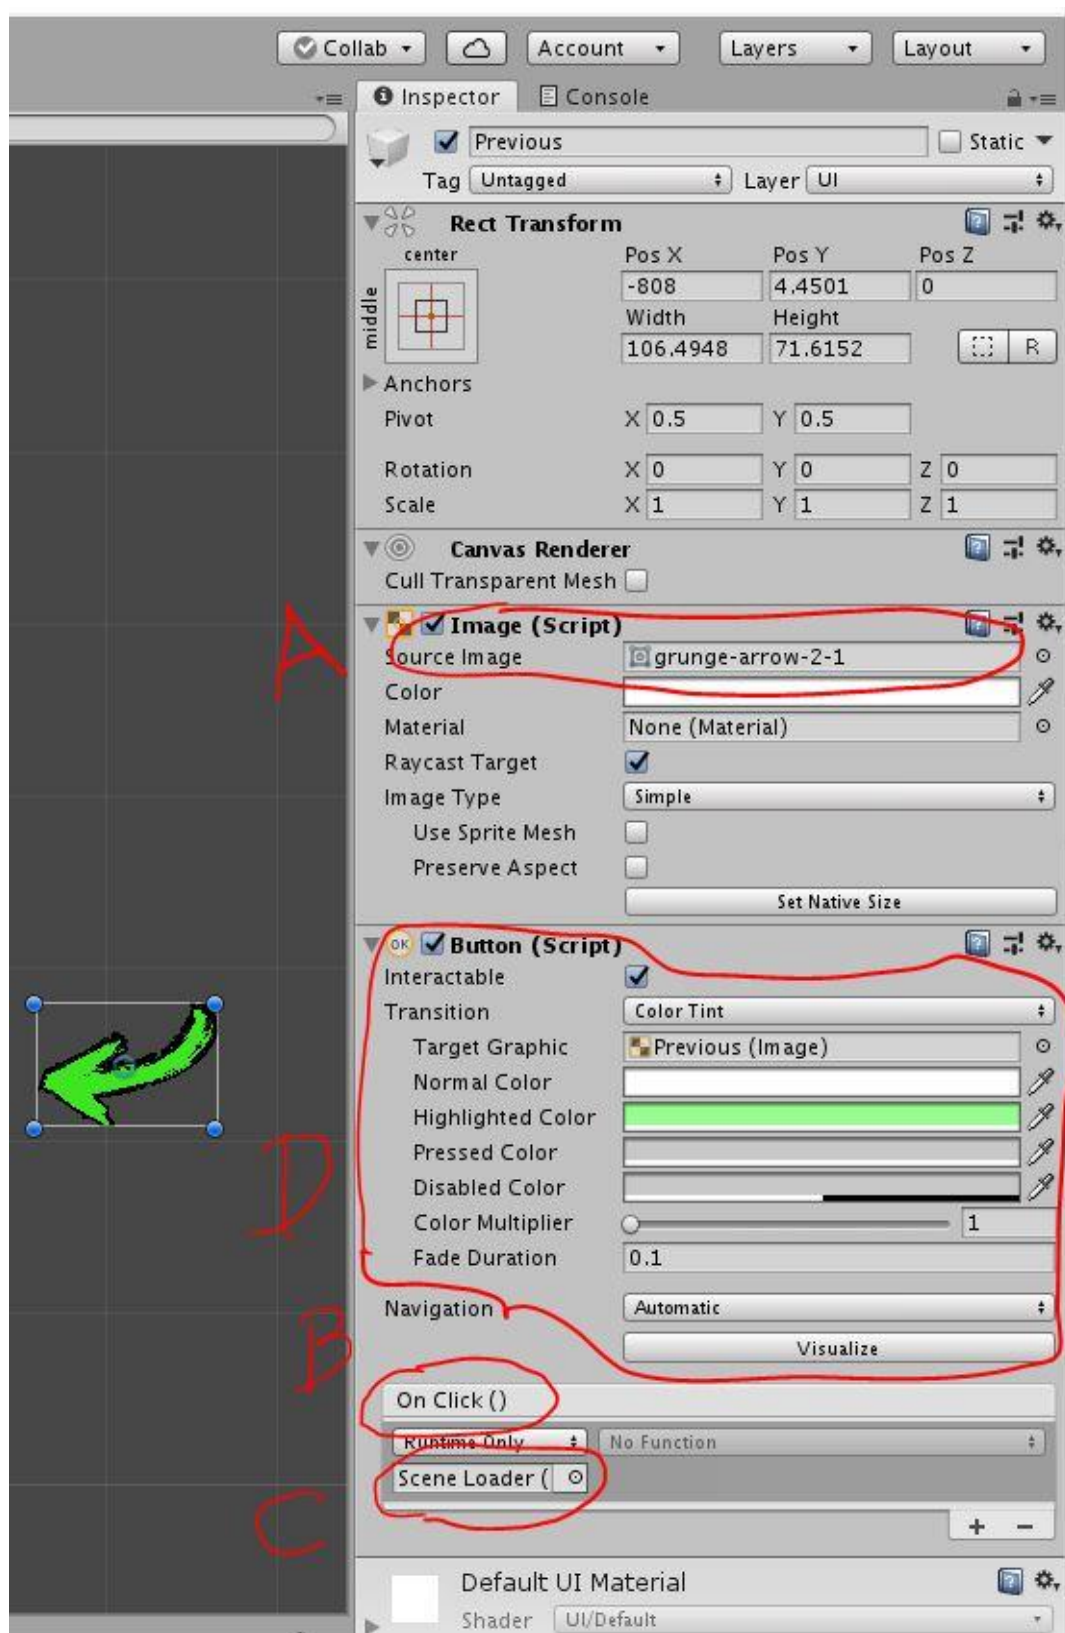 Collab Account Layers Layout
Inspector Console
Previous Static
Tag Untagged Layer UI
Rect Transform
center Pos X Pos Y Pos Z
middle -808 4.4501 0
Width Height
106.4948 71.6152 R
Anchors
Pivot X 0.5 Y 0.5
Rotation X 0 Y 0 Z 0
Scale X 1 Y 1 Z 1
Canvas Renderer
Cull Transparent Mesh
A
Image (Script)
Source Image grunge-arrow-2-1
Color
Material None (Material)
Raycast Target
Image Type Simple
Use Sprite Mesh
Preserve Aspect
Set Native Size
OK Button (Script)
Interactable
Transition Color Tint
Target Graphic Previous (Image)
Normal Color
Highlighted Color
Pressed Color
D Disabled Color
Color Multiplier 1
Fade Duration 0.1
Navigation Automatic
B Visualize
On Click ()
Runtime Only No Function
Scene Loader (
C
+ −
Default UI Material
Shader UI/Default